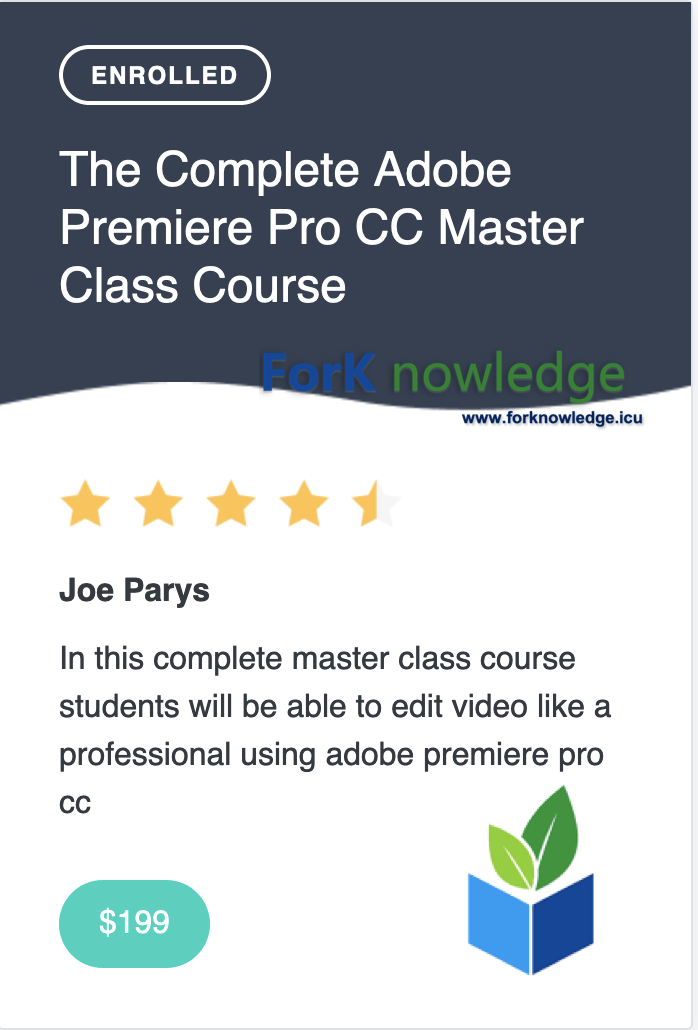 ENROLLED
The Complete Adobe
Premiere Pro CC Master
Class Course
ForK nowledge
www.forknowledge.icu
Joe Parys
In this complete master class course
students will be able to edit video like a
professional using adobe premiere pro
cc
$199